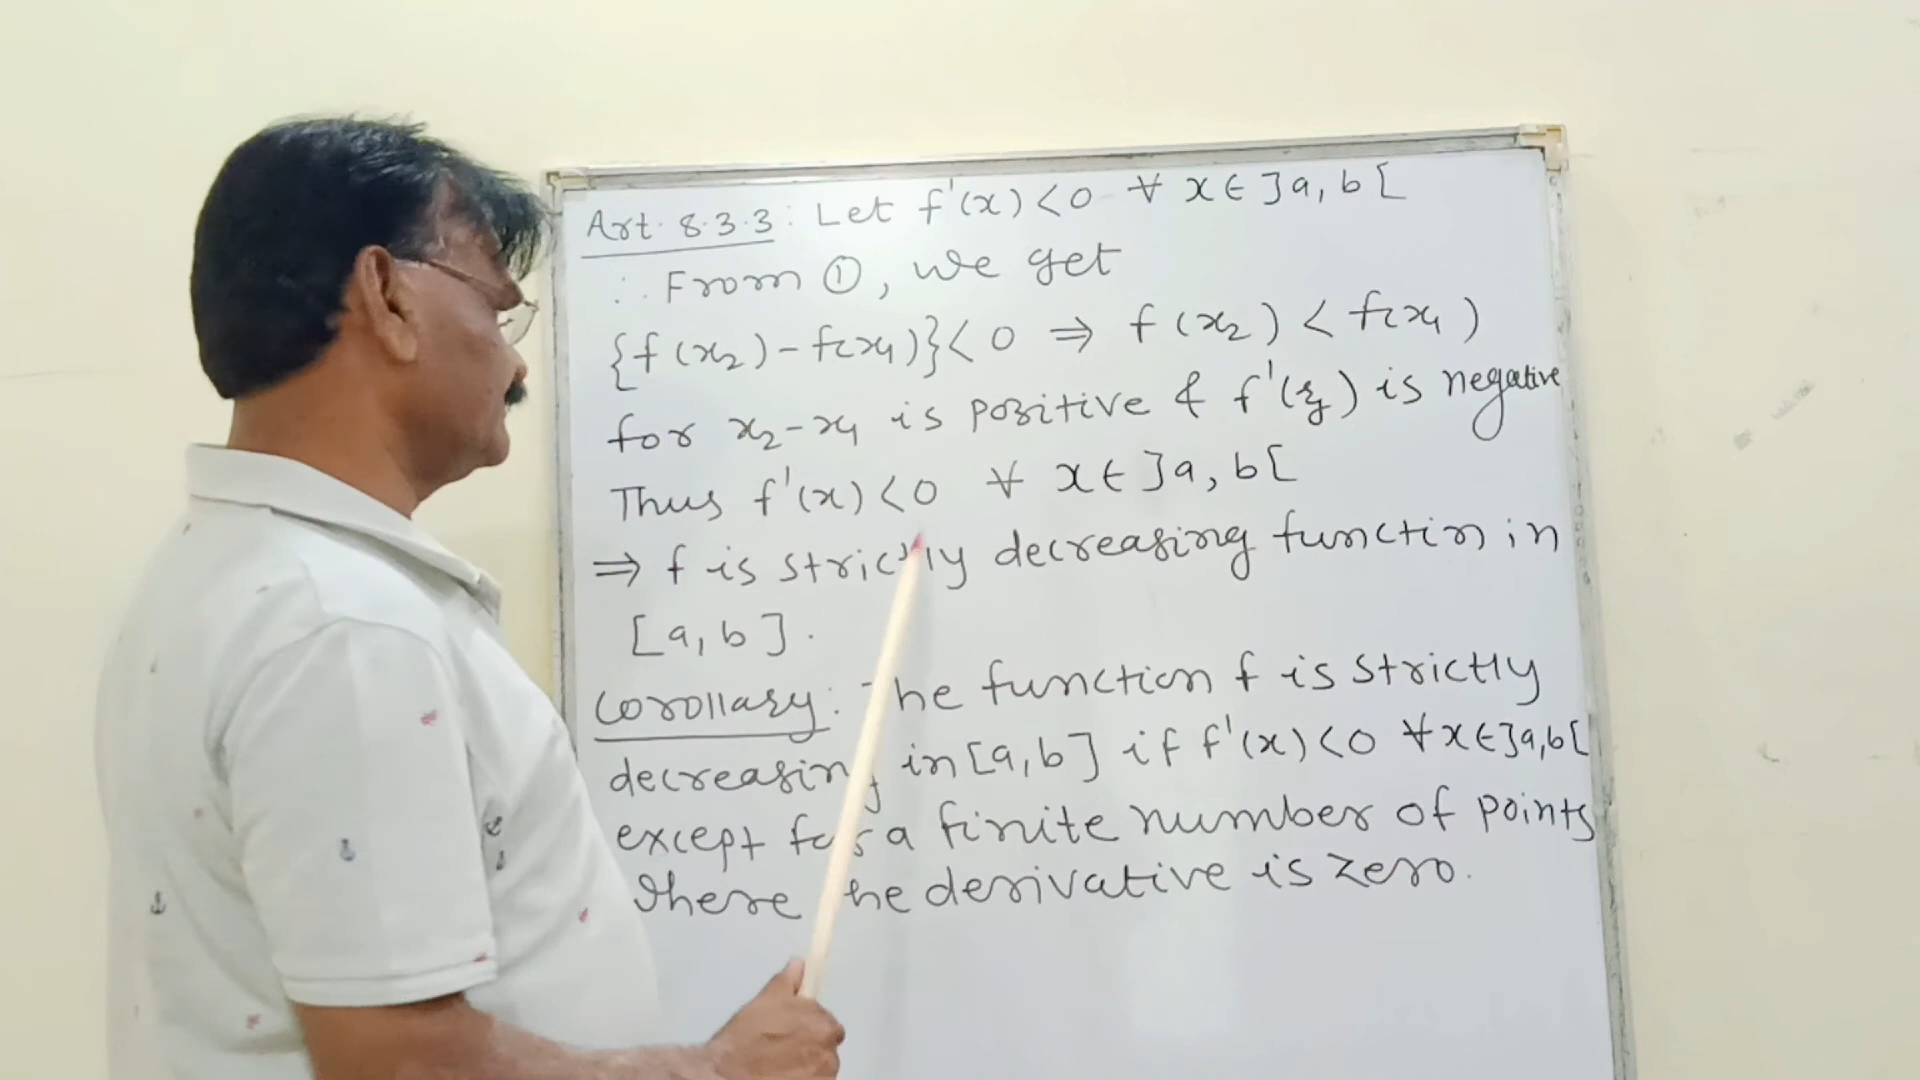 Art. 8.3.3: Let f'(x) < 0 ∀ x ∈ ]a, b[
∴ From ①, we get
{f(x₂) - f(x₁)} < 0 ⇒ f(x₂) < f(x₁)
for x₂ - x₁ is positive & f'(ξ) is negative
Thus f'(x) < 0 ∀ x ∈ ]a, b[
⇒ f is strictly decreasing function in
[a, b].
Corollary: The function f is strictly
decreasing in [a, b] if f'(x) < 0 ∀ x ∈ ]a, b[
except for a finite number of points
where the derivative is zero.